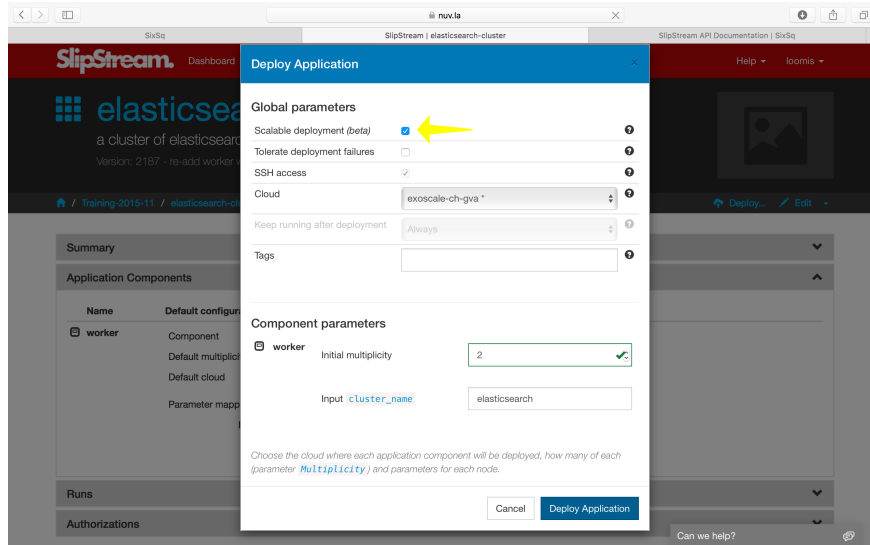 nuv.la
SixSq
SlipStream | elasticsearch-cluster
SlipStream API Documentation | SixSq
SlipStream.
Dashboard
Help
loomis
elasticsea
a cluster of elasticsearc
Version: 2187 - re-add worker v
/ Training-2015-11 / elasticsearch-clu
Deploy...
Edit
Summary
Application Components
Name Default configura
worker
Component
Default multiplici
Default cloud
Parameter mapp
Runs
Authorizations
Deploy Application ×
Global parameters
Scalable deployment (beta)
Tolerate deployment failures
SSH access
Cloud exoscale-ch-gva *
Keep running after deployment Always
Tags
Component parameters
worker
Initial multiplicity 2
Input cluster_name elasticsearch
Choose the cloud where each application component will be deployed, how many of each
(parameter Multiplicity) and parameters for each node.
Cancel Deploy Application
Can we help?